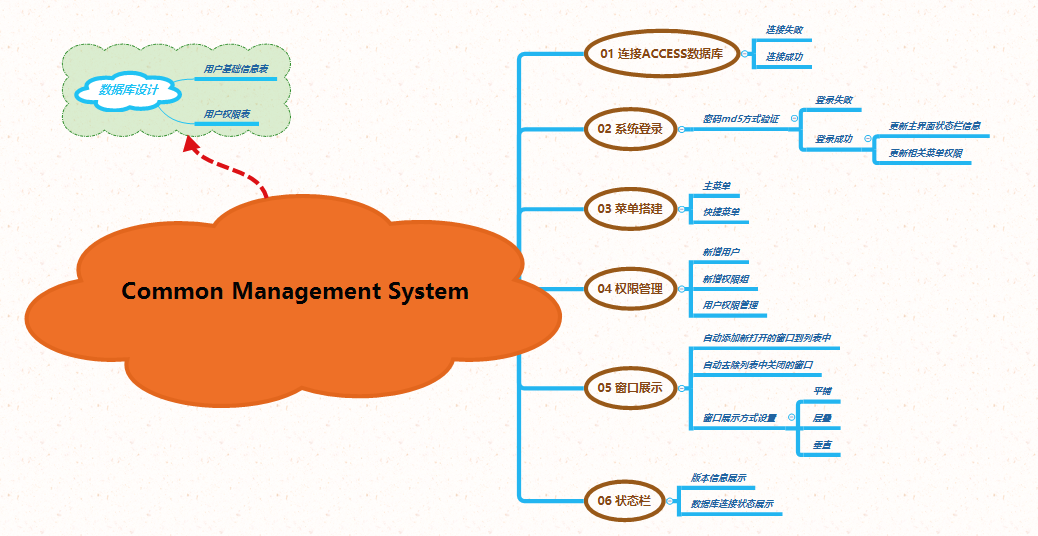 数据库设计
用户基础信息表
用户权限表
Common Management System
01 连接ACCESS数据库
连接失败
连接成功
02 系统登录
密码md5方式验证
登录失败
登录成功
更新主界面状态栏信息
更新相关菜单权限
03 菜单搭建
主菜单
快捷菜单
04 权限管理
新增用户
新增权限组
用户权限管理
05 窗口展示
自动添加新打开的窗口到列表中
自动去除列表中关闭的窗口
窗口展示方式设置
平铺
层叠
垂直
06 状态栏
版本信息展示
数据库连接状态展示